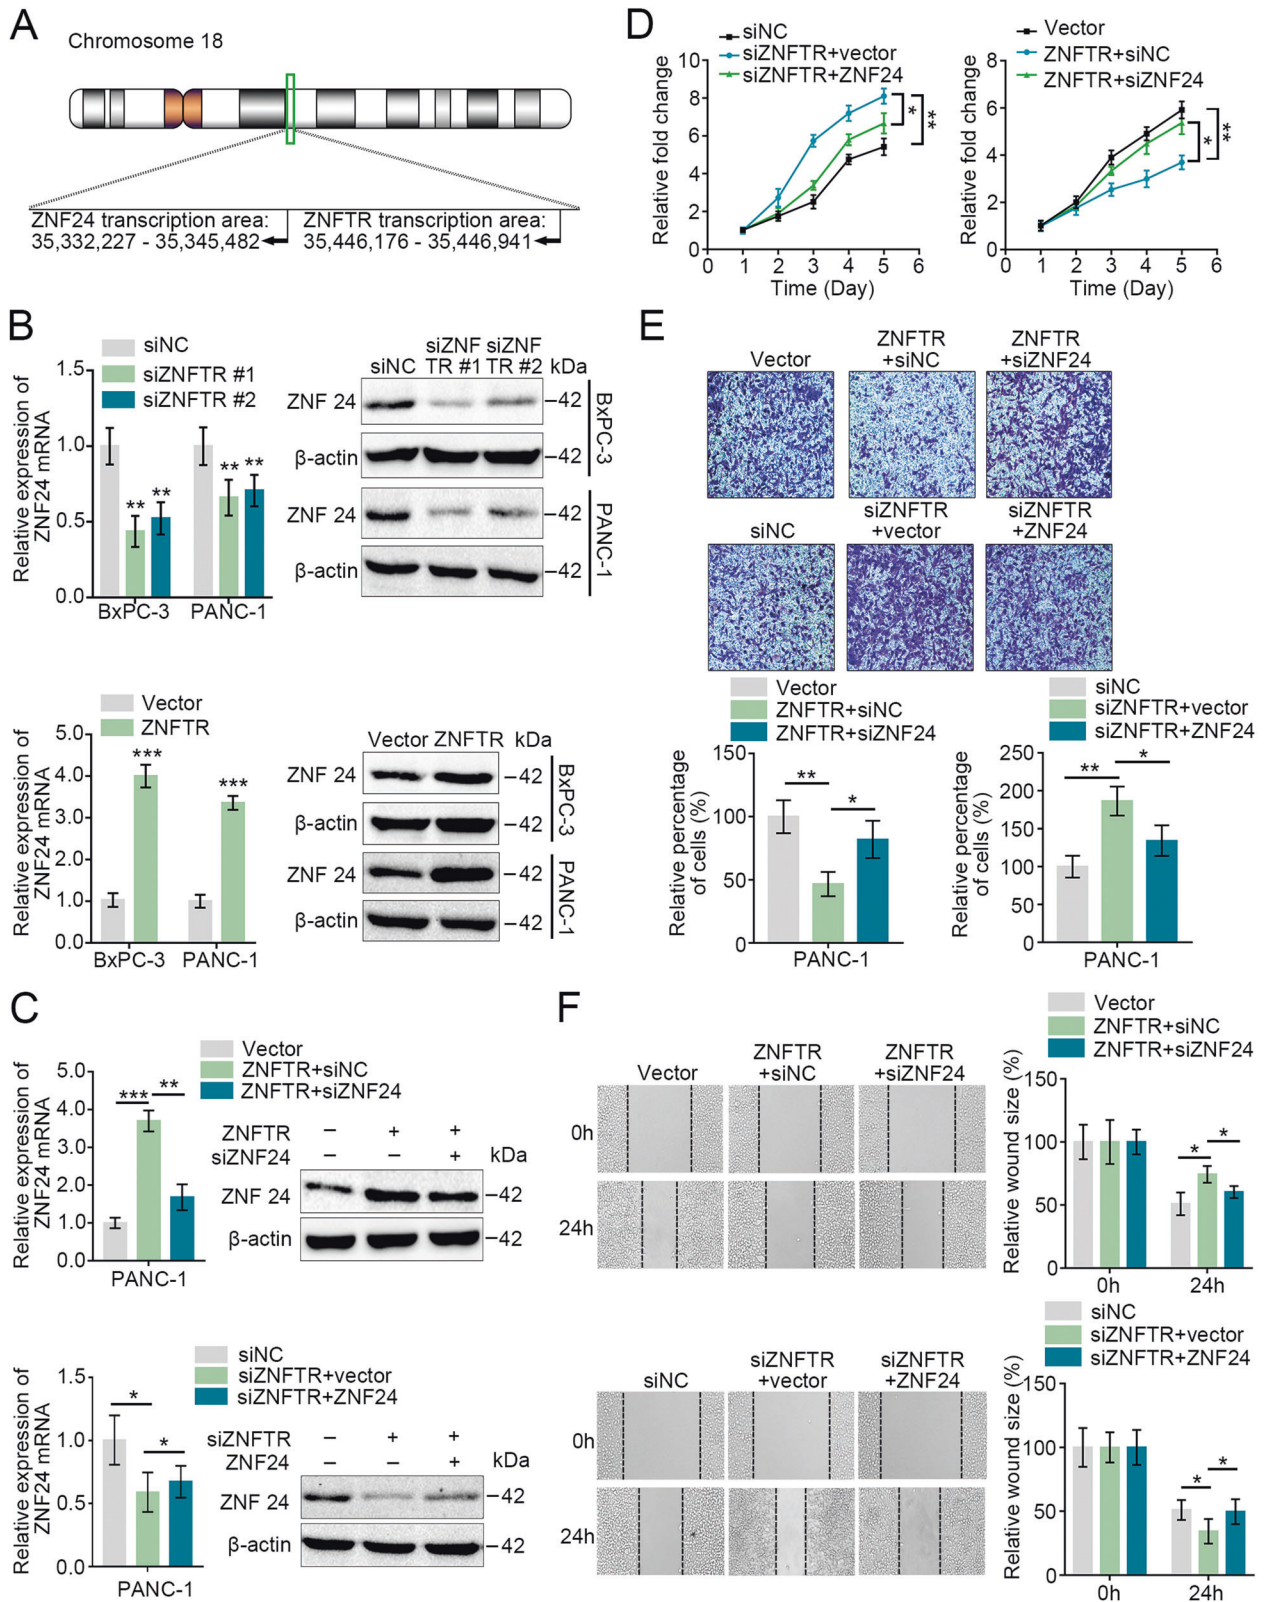 A
Chromosome 18
ZNF24 transcription area:
35,332,227 - 35,345,482
ZNFTR transcription area:
35,446,176 - 35,446,941
B
siNC
siZNFTR #1
siZNFTR #2
Relative expression of
ZNF24 mRNA
1.5
1.0
0.5
0.0
** ** ** **
BxPC-3 PANC-1
siNC
siZNF
TR #1
siZNF
TR #2
kDa
ZNF 24
42
β-actin
42
BxPC-3
ZNF 24
42
β-actin
42
PANC-1
Vector
ZNFTR
Relative expression of
ZNF24 mRNA
5.0
4.0
3.0
2.0
1.0
0.0
*** ***
BxPC-3 PANC-1
Vector ZNFTR kDa
ZNF 24
42
β-actin
42
BxPC-3
ZNF 24
42
β-actin
42
PANC-1
C
Vector
ZNFTR+siNC
ZNFTR+siZNF24
Relative expression of
ZNF24 mRNA
5.0
4.0
3.0
2.0
1.0
0.0
*** **
PANC-1
ZNFTR – + +
siZNF24 – – +
kDa
ZNF 24
42
β-actin
42
siNC
siZNFTR+vector
siZNFTR+ZNF24
Relative expression of
ZNF24 mRNA
1.5
1.0
0.5
0.0
* *
PANC-1
siZNFTR – + +
ZNF24 – – +
kDa
ZNF 24
42
β-actin
42
D
siNC
siZNFTR+vector
siZNFTR+ZNF24
Relative fold change
10
8
6
4
2
0
0 1 2 3 4 5 6
Time (Day)
* **
Vector
ZNFTR+siNC
ZNFTR+siZNF24
Relative fold change
8
6
4
2
0
0 1 2 3 4 5 6
Time (Day)
* **
E
Vector
ZNFTR
+siNC
ZNFTR
+siZNF24
siNC
siZNFTR
+vector
siZNFTR
+ZNF24
Vector
ZNFTR+siNC
ZNFTR+siZNF24
Relative percentage
of cells (%)
150
100
50
0
** *
PANC-1
siNC
siZNFTR+vector
siZNFTR+ZNF24
Relative percentage
of cells (%)
250
200
150
100
50
0
** *
PANC-1
F
Vector
ZNFTR
+siNC
ZNFTR
+siZNF24
0h
24h
Vector
ZNFTR+siNC
ZNFTR+siZNF24
Relative wound size (%)
150
100
50
0
* *
0h 24h
siNC
siZNFTR
+vector
siZNFTR
+ZNF24
0h
24h
siNC
siZNFTR+vector
siZNFTR+ZNF24
Relative wound size (%)
150
100
50
0
* *
0h 24h